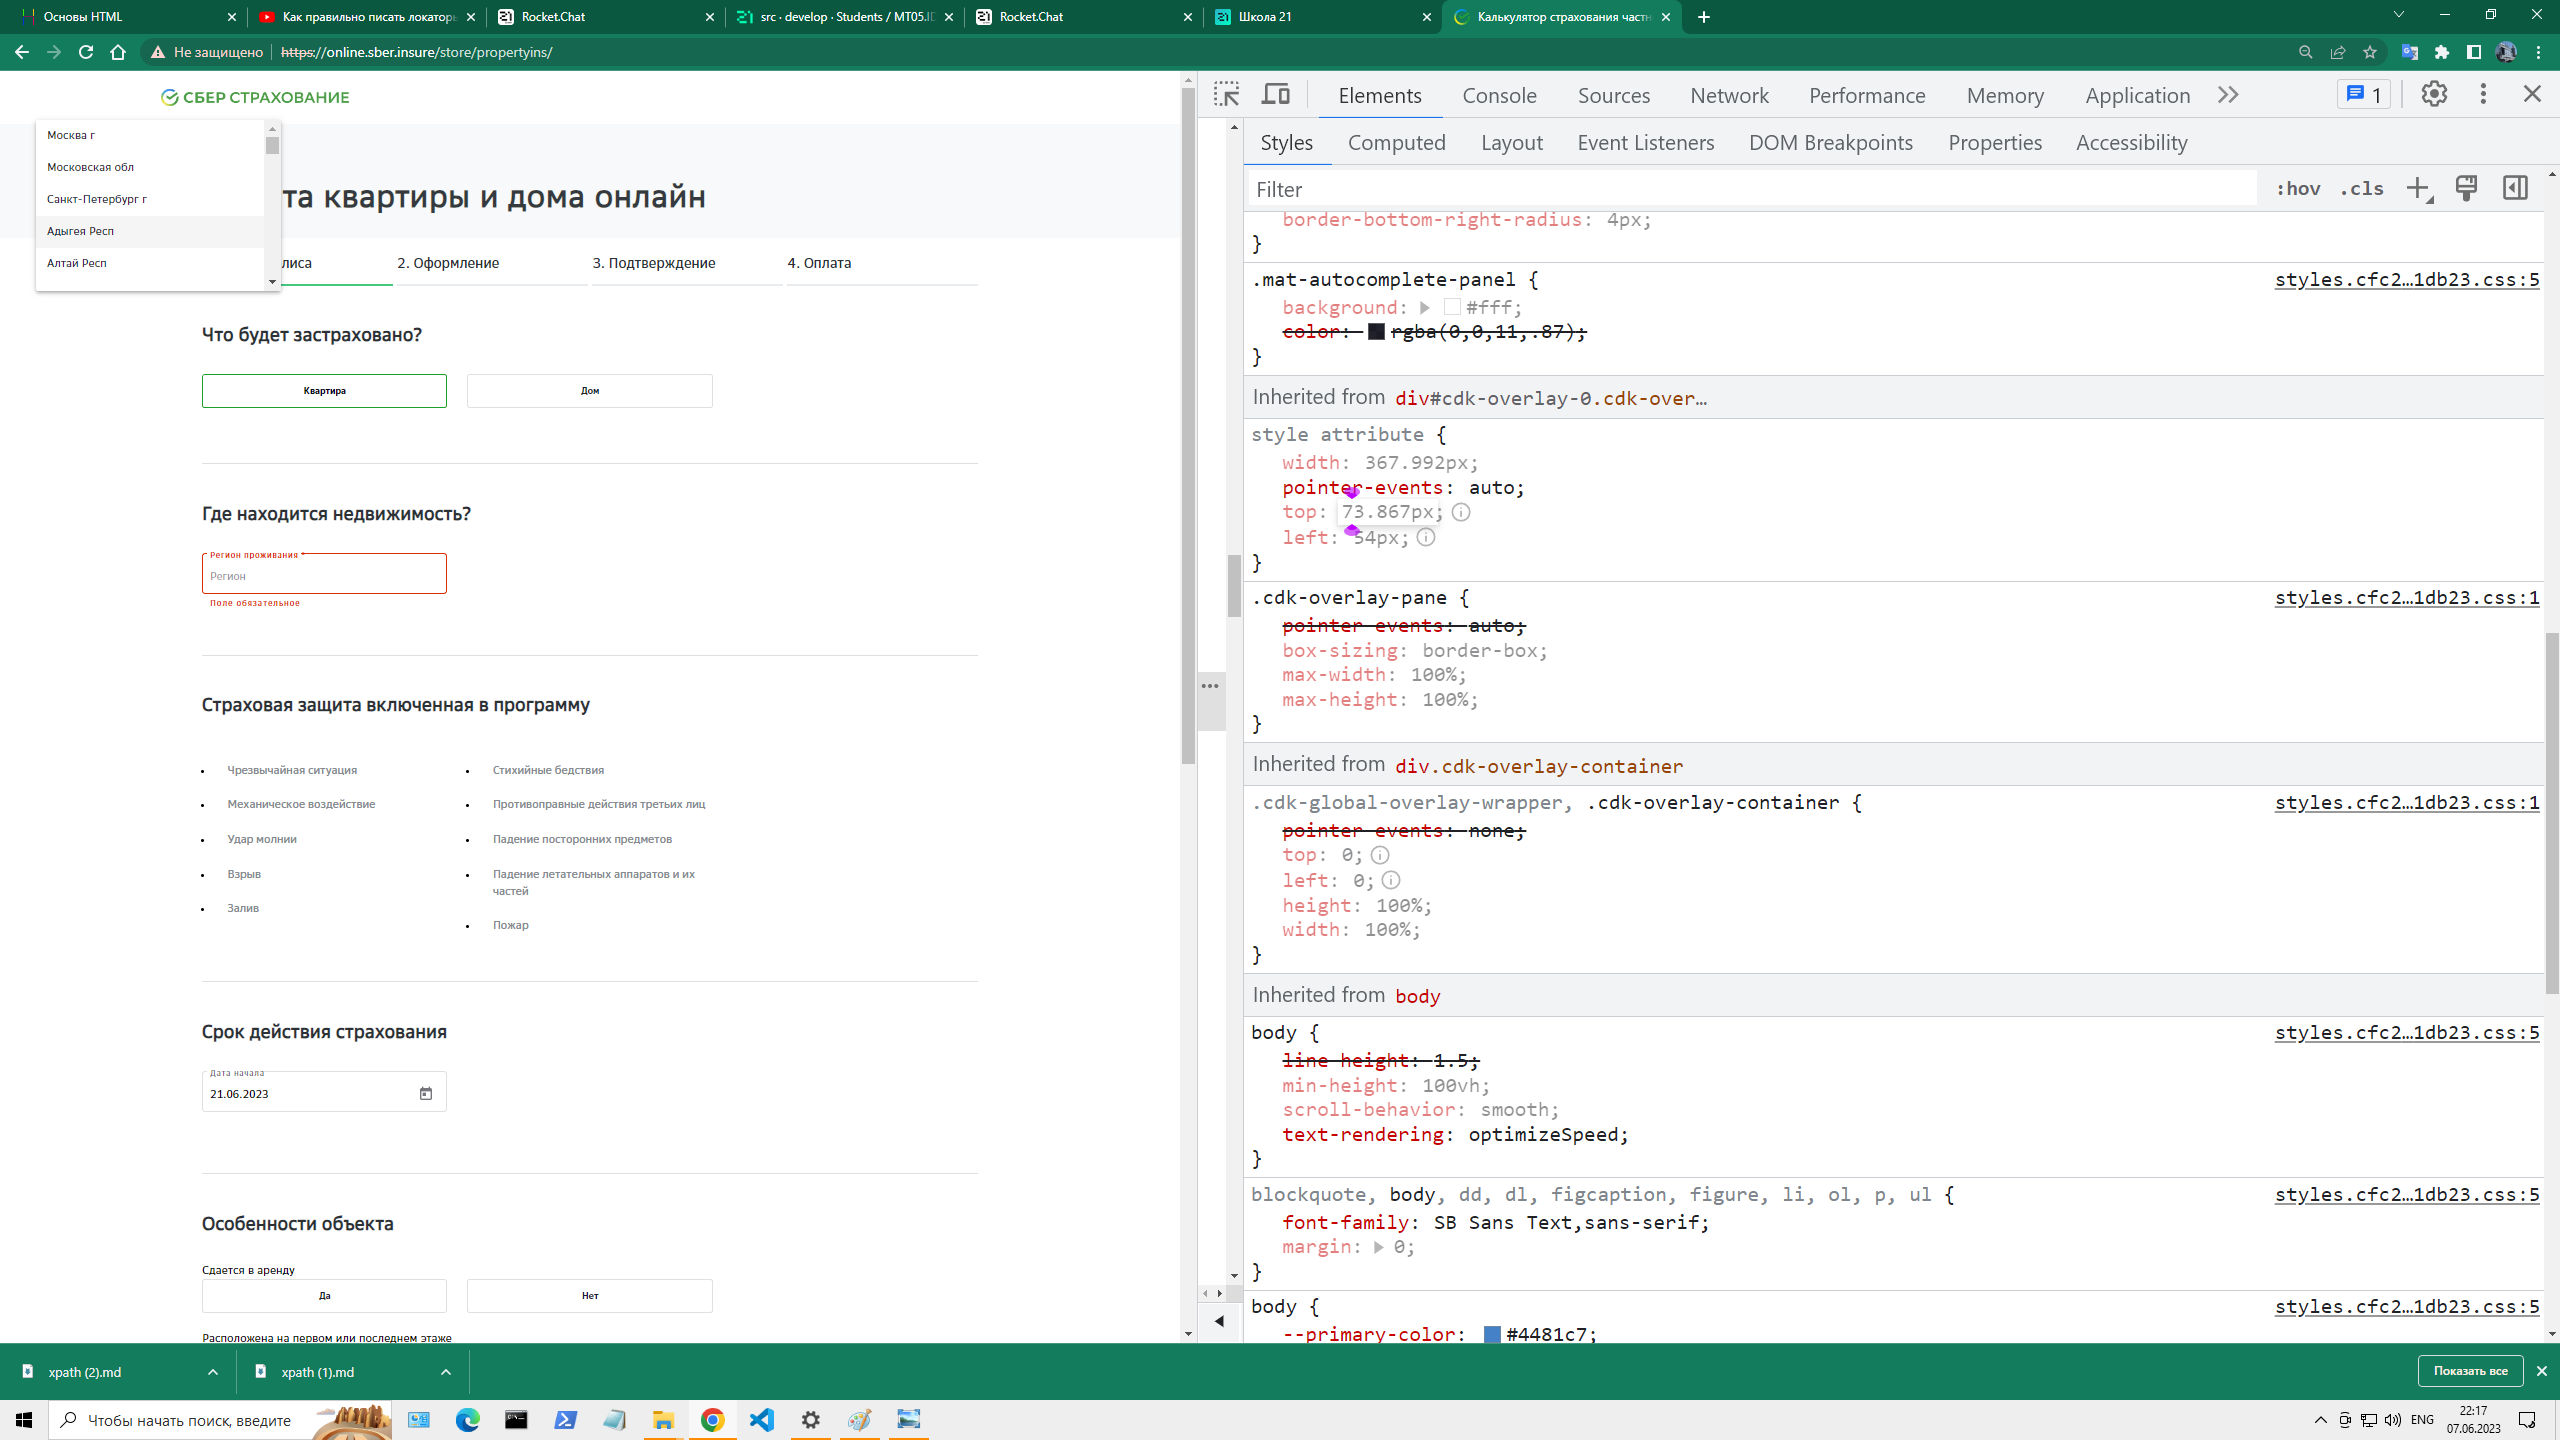 Основы HTML
Как правильно писать локаторы
Rocket.Chat
src · develop · Students / MT05.ID
Rocket.Chat
Школа 21
Калькулятор страхования частн
Не защищено
https://online.sber.insure/store/propertyins/
СБЕР СТРАХОВАНИЕ
Москва г
Московская обл
Санкт-Петербург г
Адыгея Респ
Алтай Респ
та квартиры и дома онлайн
лиса
2. Оформление
3. Подтверждение
4. Оплата
Что будет застраховано?
Квартира
Дом
Где находится недвижимость?
Регион проживания *
Регион
Поле обязательное
Страховая защита включенная в программу
Чрезвычайная ситуация
Механическое воздействие
Удар молнии
Взрыв
Залив
Стихийные бедствия
Противоправные действия третьих лиц
Падение посторонних предметов
Падение летательных аппаратов и их
частей
Пожар
Срок действия страхования
Дата начала
21.06.2023
Особенности объекта
Сдается в аренду
Да
Нет
Расположена на первом или последнем этаже
Elements
Console
Sources
Network
Performance
Memory
Application
1
Styles
Computed
Layout
Event Listeners
DOM Breakpoints
Properties
Accessibility
Filter
:hov
.cls
border-bottom-right-radius: 4px;
}
.mat-autocomplete-panel {
styles.cfc2…1db23.css:5
background: #fff;
color: rgba(0,0,11,.87);
}
Inherited from div#cdk-overlay-0.cdk-over…
style attribute {
width: 367.992px;
pointer-events: auto;
top: 73.867px;
left: 54px;
}
.cdk-overlay-pane {
styles.cfc2…1db23.css:1
pointer-events: auto;
box-sizing: border-box;
max-width: 100%;
max-height: 100%;
}
Inherited from div.cdk-overlay-container
.cdk-global-overlay-wrapper, .cdk-overlay-container {
styles.cfc2…1db23.css:1
pointer-events: none;
top: 0;
left: 0;
height: 100%;
width: 100%;
}
Inherited from body
body {
styles.cfc2…1db23.css:5
line-height: 1.5;
min-height: 100vh;
scroll-behavior: smooth;
text-rendering: optimizeSpeed;
}
blockquote, body, dd, dl, figcaption, figure, li, ol, p, ul {
styles.cfc2…1db23.css:5
font-family: SB Sans Text,sans-serif;
margin: 0;
}
body {
styles.cfc2…1db23.css:5
--primary-color: #4481c7;
xpath (2).md
xpath (1).md
Показать все
Чтобы начать поиск, введите
ENG
22:17
07.06.2023